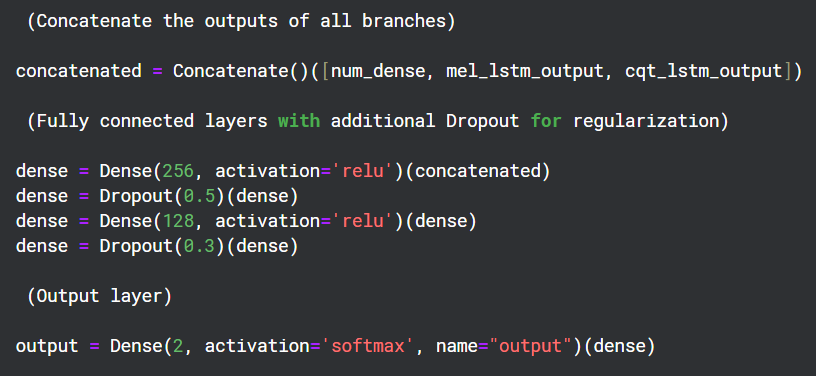 (Concatenate the outputs of all branches)
concatenated = Concatenate()([num_dense, mel_lstm_output, cqt_lstm_output])
(Fully connected layers with additional Dropout for regularization)
dense = Dense(256, activation='relu')(concatenated)
dense = Dropout(0.5)(dense)
dense = Dense(128, activation='relu')(dense)
dense = Dropout(0.3)(dense)
(Output layer)
output = Dense(2, activation='softmax', name="output")(dense)